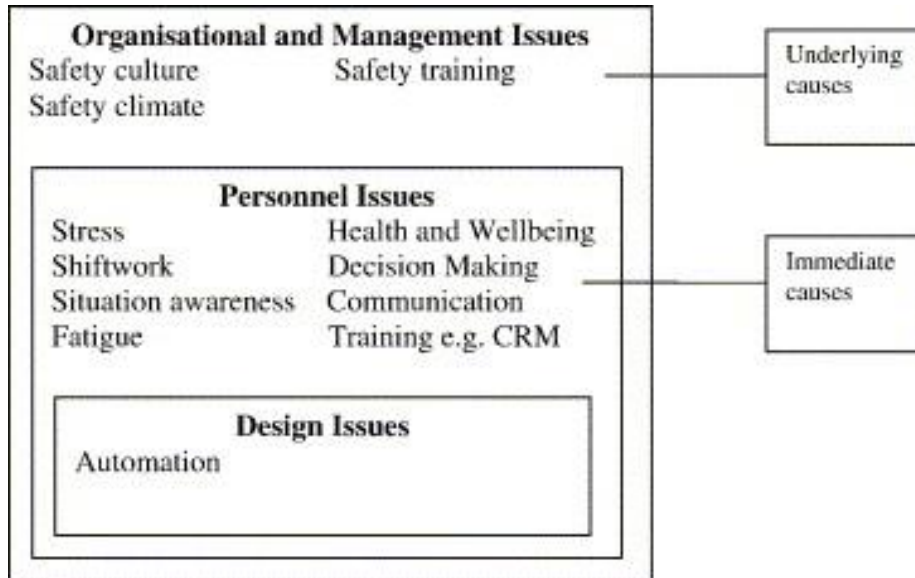 Organisational and Management Issues
Safety culture Safety training
Safety climate
Underlying
causes
Personnel Issues
Stress Health and Wellbeing
Shiftwork Decision Making
Situation awareness Communication
Fatigue Training e.g. CRM
Immediate
causes
Design Issues
Automation